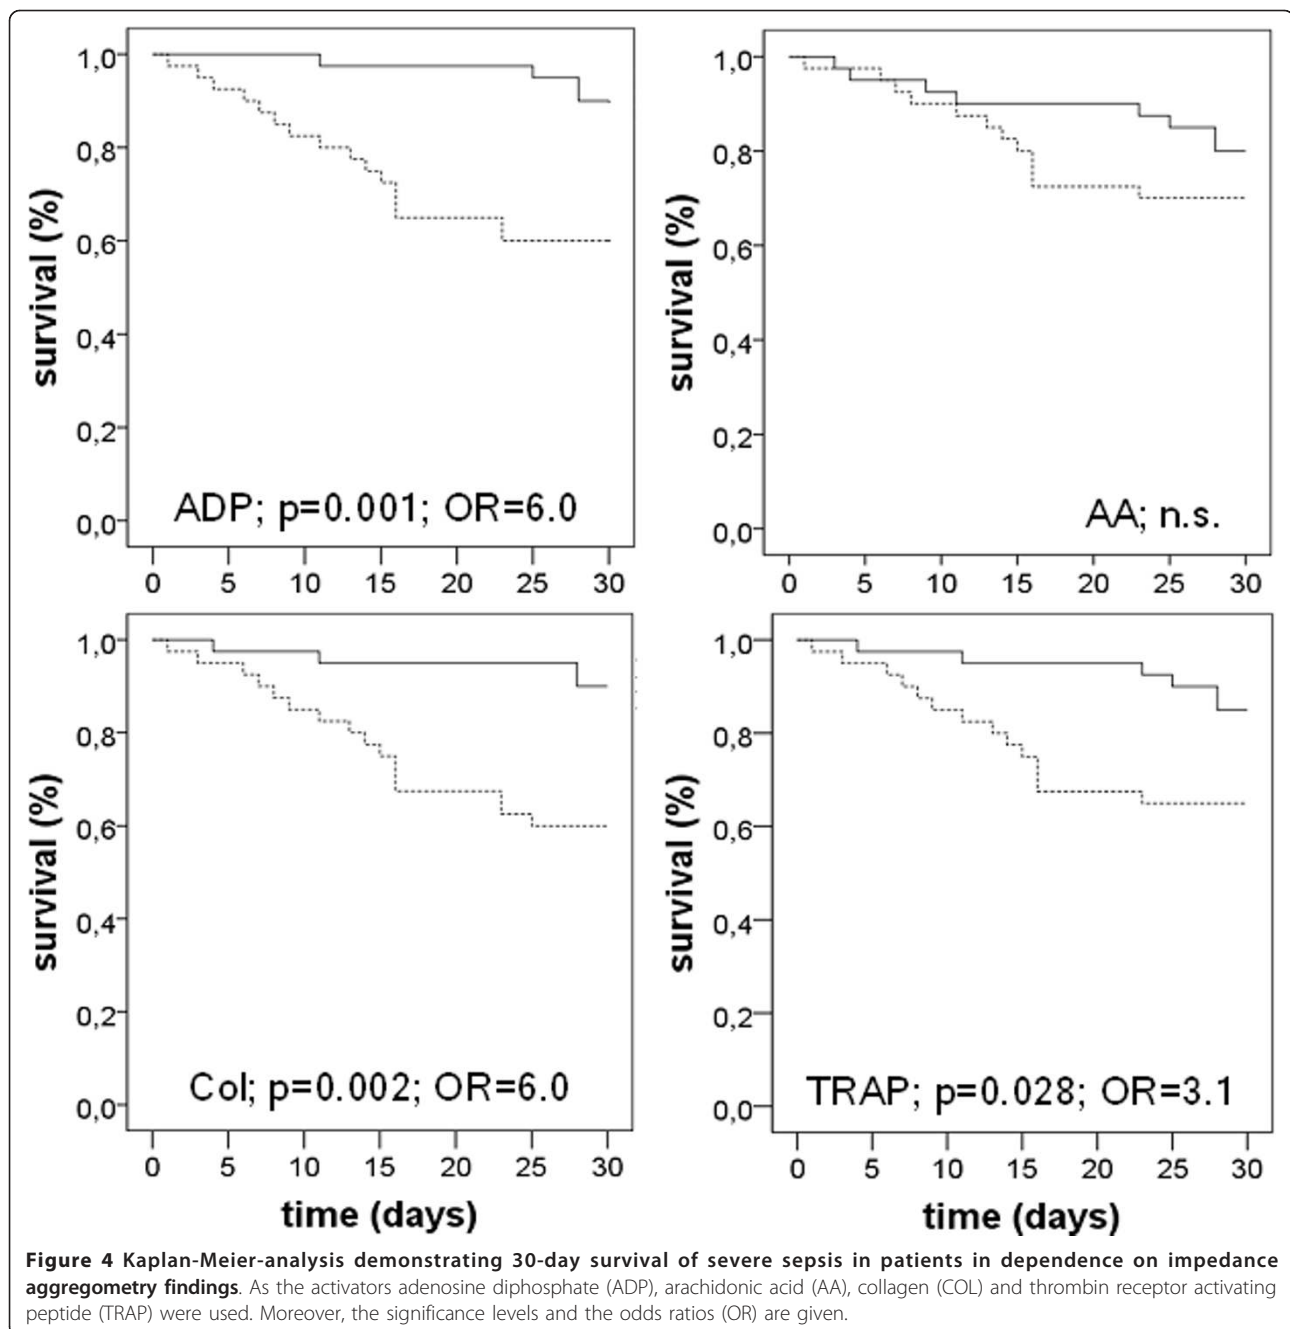 1,0
0,8
0,6
0,4
0,2
0,0
survival (%)
ADP; p=0.001; OR=6.0
0 5 10 15 20 25 30
1,0
0,8
0,6
0,4
0,2
0,0
survival (%)
AA; n.s.
0 5 10 15 20 25 30
1,0
0,8
0,6
0,4
0,2
0,0
survival (%)
Col; p=0.002; OR=6.0
0 5 10 15 20 25 30
time (days)
1,0
0,8
0,6
0,4
0,2
0,0
survival (%)
TRAP; p=0.028; OR=3.1
0 5 10 15 20 25 30
time (days)
Figure 4 Kaplan-Meier-analysis demonstrating 30-day survival of severe sepsis in patients in dependence on impedance
aggregometry findings. As the activators adenosine diphosphate (ADP), arachidonic acid (AA), collagen (COL) and thrombin receptor activating
peptide (TRAP) were used. Moreover, the significance levels and the odds ratios (OR) are given.